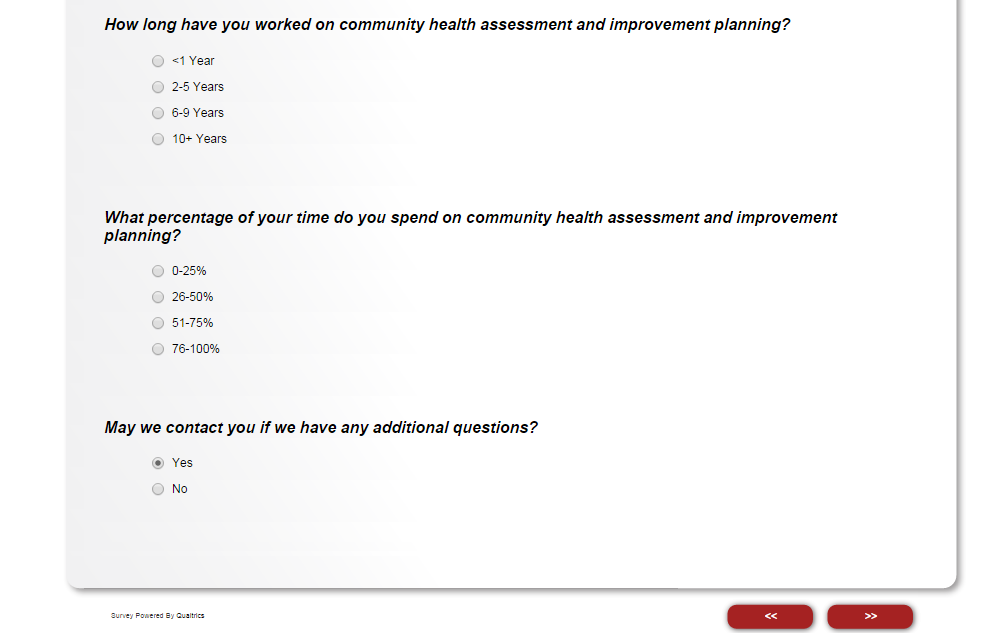 How long have you worked on community health assessment and improvement planning?
<1 Year
2-5 Years
6-9 Years
10+ Years
What percentage of your time do you spend on community health assessment and improvement
planning?
0-25%
26-50%
51-75%
76-100%
May we contact you if we have any additional questions?
Yes
No
Survey Powered By Qualtrics
<<
>>